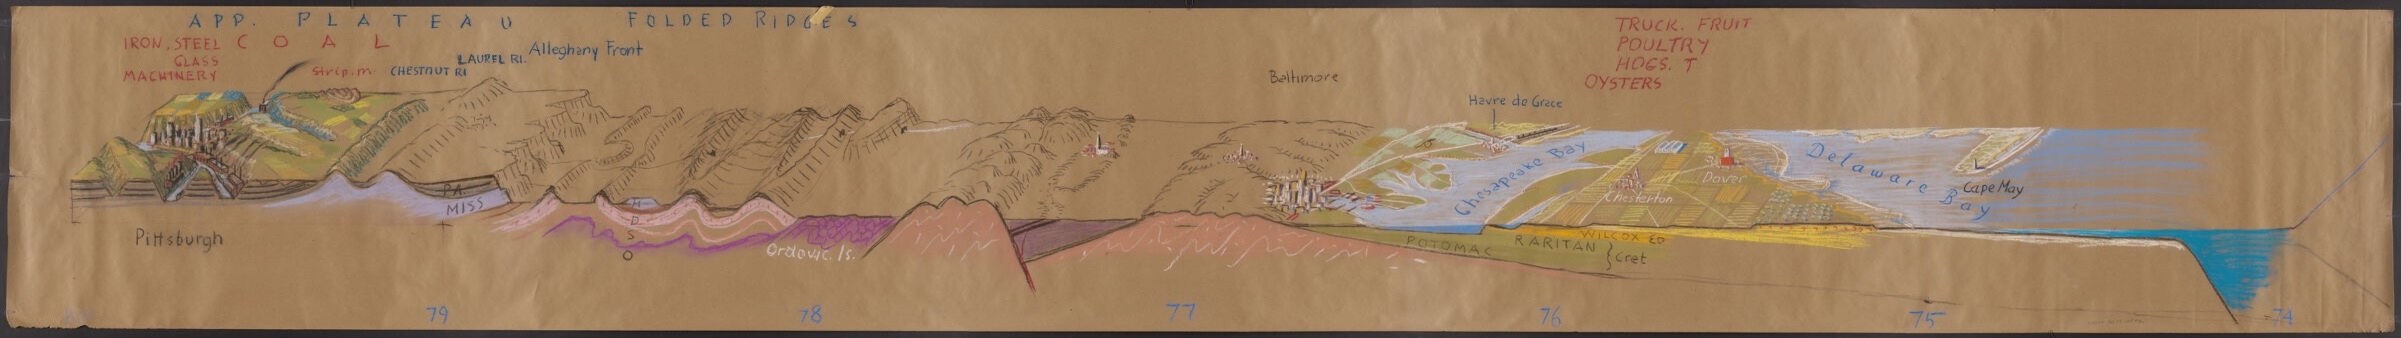 APP. PLATEAU
FOLDED RIDGES
IRON, STEEL
COAL
GLASS
MACHINERY
Strip. m.
CHESTNUT RI
LAUREL RI.
Alleghany Front
Baltimore
TRUCK. FRUIT
POULTRY
HOGS. T
OYSTERS
Havre de Grace
Chesapeake Bay
Delaware Bay
Dover
Chesterton
Cape May
PA.
MISS
M
D
S
O
Pittsburgh
Ordovic. ls.
POTOMAC
RARITAN
WILCOX EO
} Cret
79
78
77
76
75
74